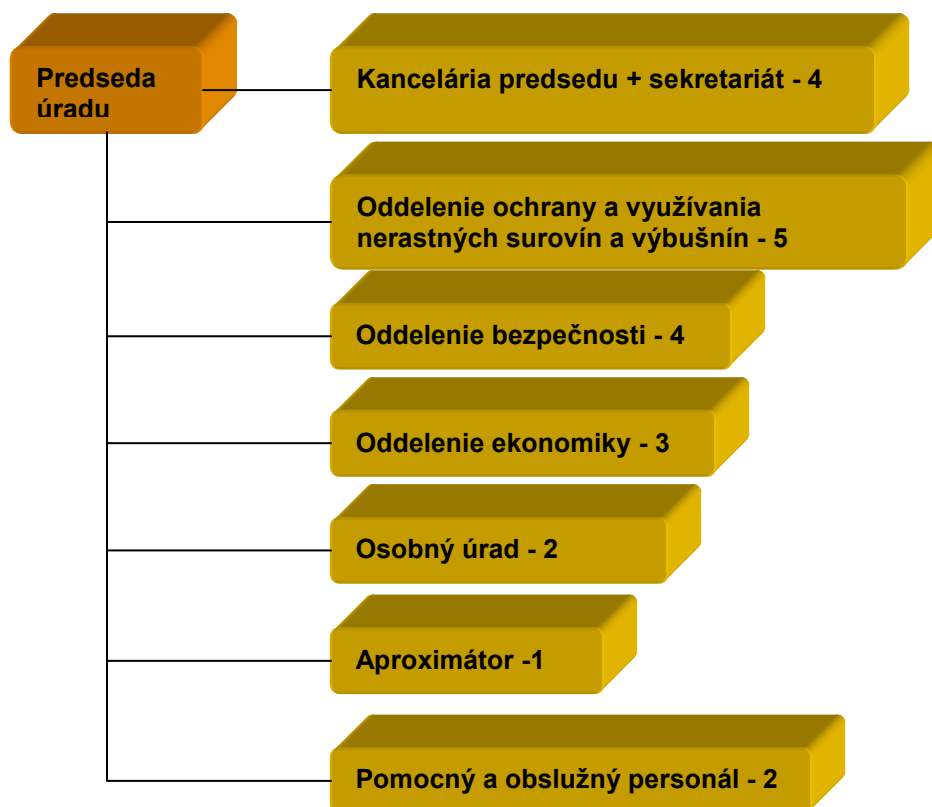 Predseda
úradu
Kancelária predsedu + sekretariát - 4
Oddelenie ochrany a využívania
nerastných surovín a výbušnín - 5
Oddelenie bezpečnosti - 4
Oddelenie ekonomiky - 3
Osobný úrad - 2
Aproximátor -1
Pomocný a obslužný personál - 2